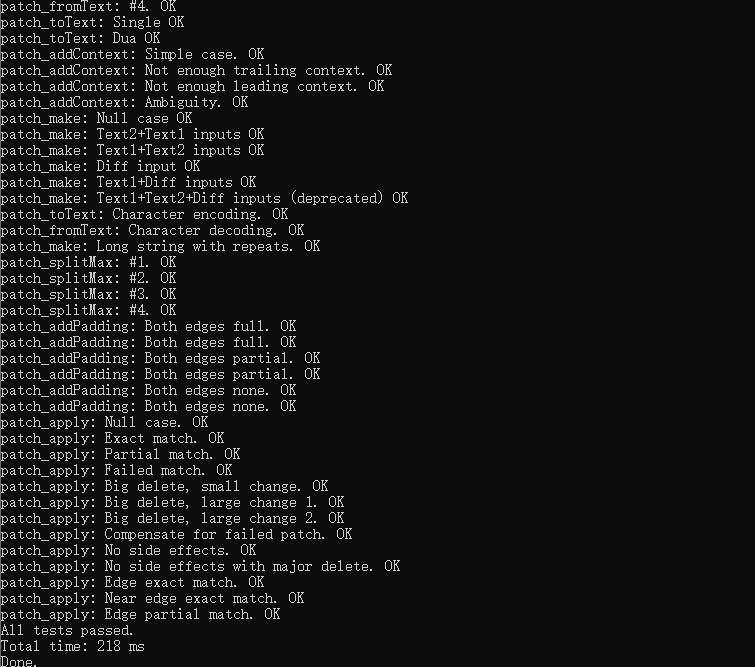 patch_fromText: #4. OK
patch_toText: Single OK
patch_toText: Dua OK
patch_addContext: Simple case. OK
patch_addContext: Not enough trailing context. OK
patch_addContext: Not enough leading context. OK
patch_addContext: Ambiguity. OK
patch_make: Null case OK
patch_make: Text2+Text1 inputs OK
patch_make: Text1+Text2 inputs OK
patch_make: Diff input OK
patch_make: Text1+Diff inputs OK
patch_make: Text1+Text2+Diff inputs (deprecated) OK
patch_toText: Character encoding. OK
patch_fromText: Character decoding. OK
patch_make: Long string with repeats. OK
patch_splitMax: #1. OK
patch_splitMax: #2. OK
patch_splitMax: #3. OK
patch_splitMax: #4. OK
patch_addPadding: Both edges full. OK
patch_addPadding: Both edges full. OK
patch_addPadding: Both edges partial. OK
patch_addPadding: Both edges partial. OK
patch_addPadding: Both edges none. OK
patch_addPadding: Both edges none. OK
patch_apply: Null case. OK
patch_apply: Exact match. OK
patch_apply: Partial match. OK
patch_apply: Failed match. OK
patch_apply: Big delete, small change. OK
patch_apply: Big delete, large change 1. OK
patch_apply: Big delete, large change 2. OK
patch_apply: Compensate for failed patch. OK
patch_apply: No side effects. OK
patch_apply: No side effects with major delete. OK
patch_apply: Edge exact match. OK
patch_apply: Near edge exact match. OK
patch_apply: Edge partial match. OK
All tests passed.
Total time: 218 ms
Done.